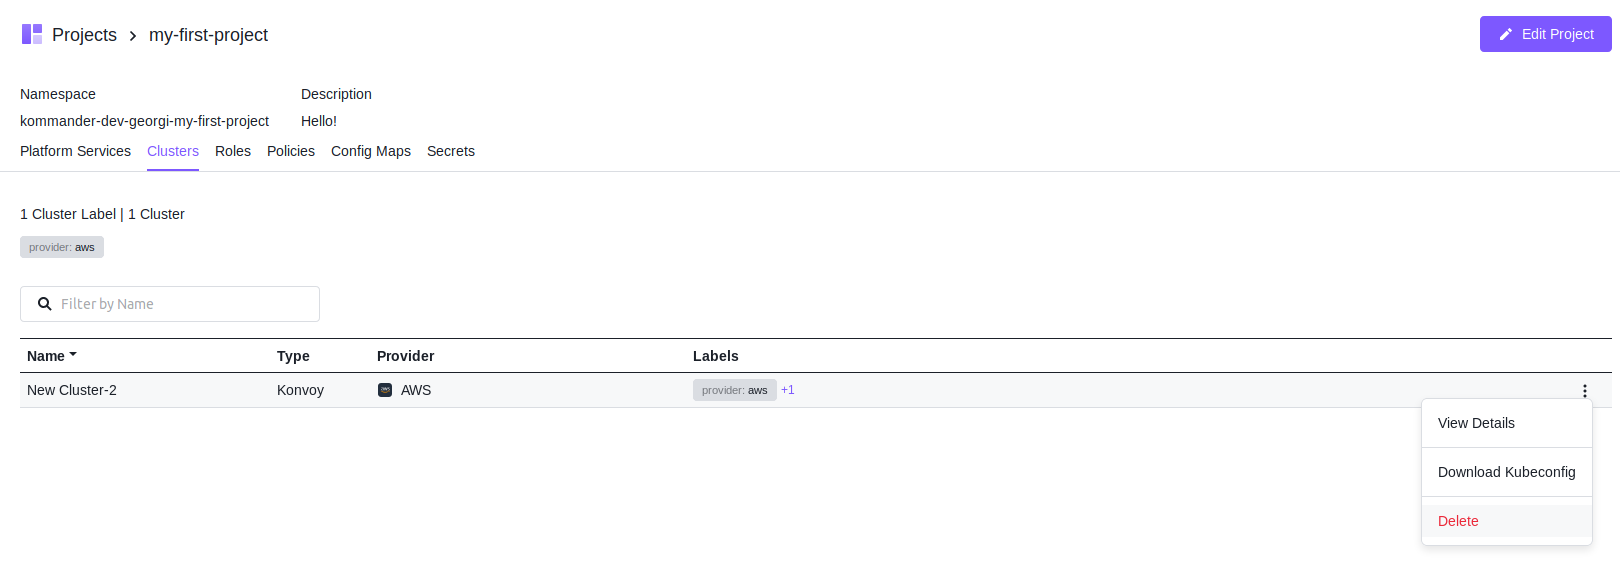 Projects > my-first-project
Edit Project
Namespace Description
kommander-dev-georgi-my-first-project Hello!
Platform Services Clusters Roles Policies Config Maps Secrets
1 Cluster Label | 1 Cluster
provider: aws
Filter by Name
Name Type Provider Labels
New Cluster-2 Konvoy aws AWS provider: aws +1
View Details
Download Kubeconfig
Delete